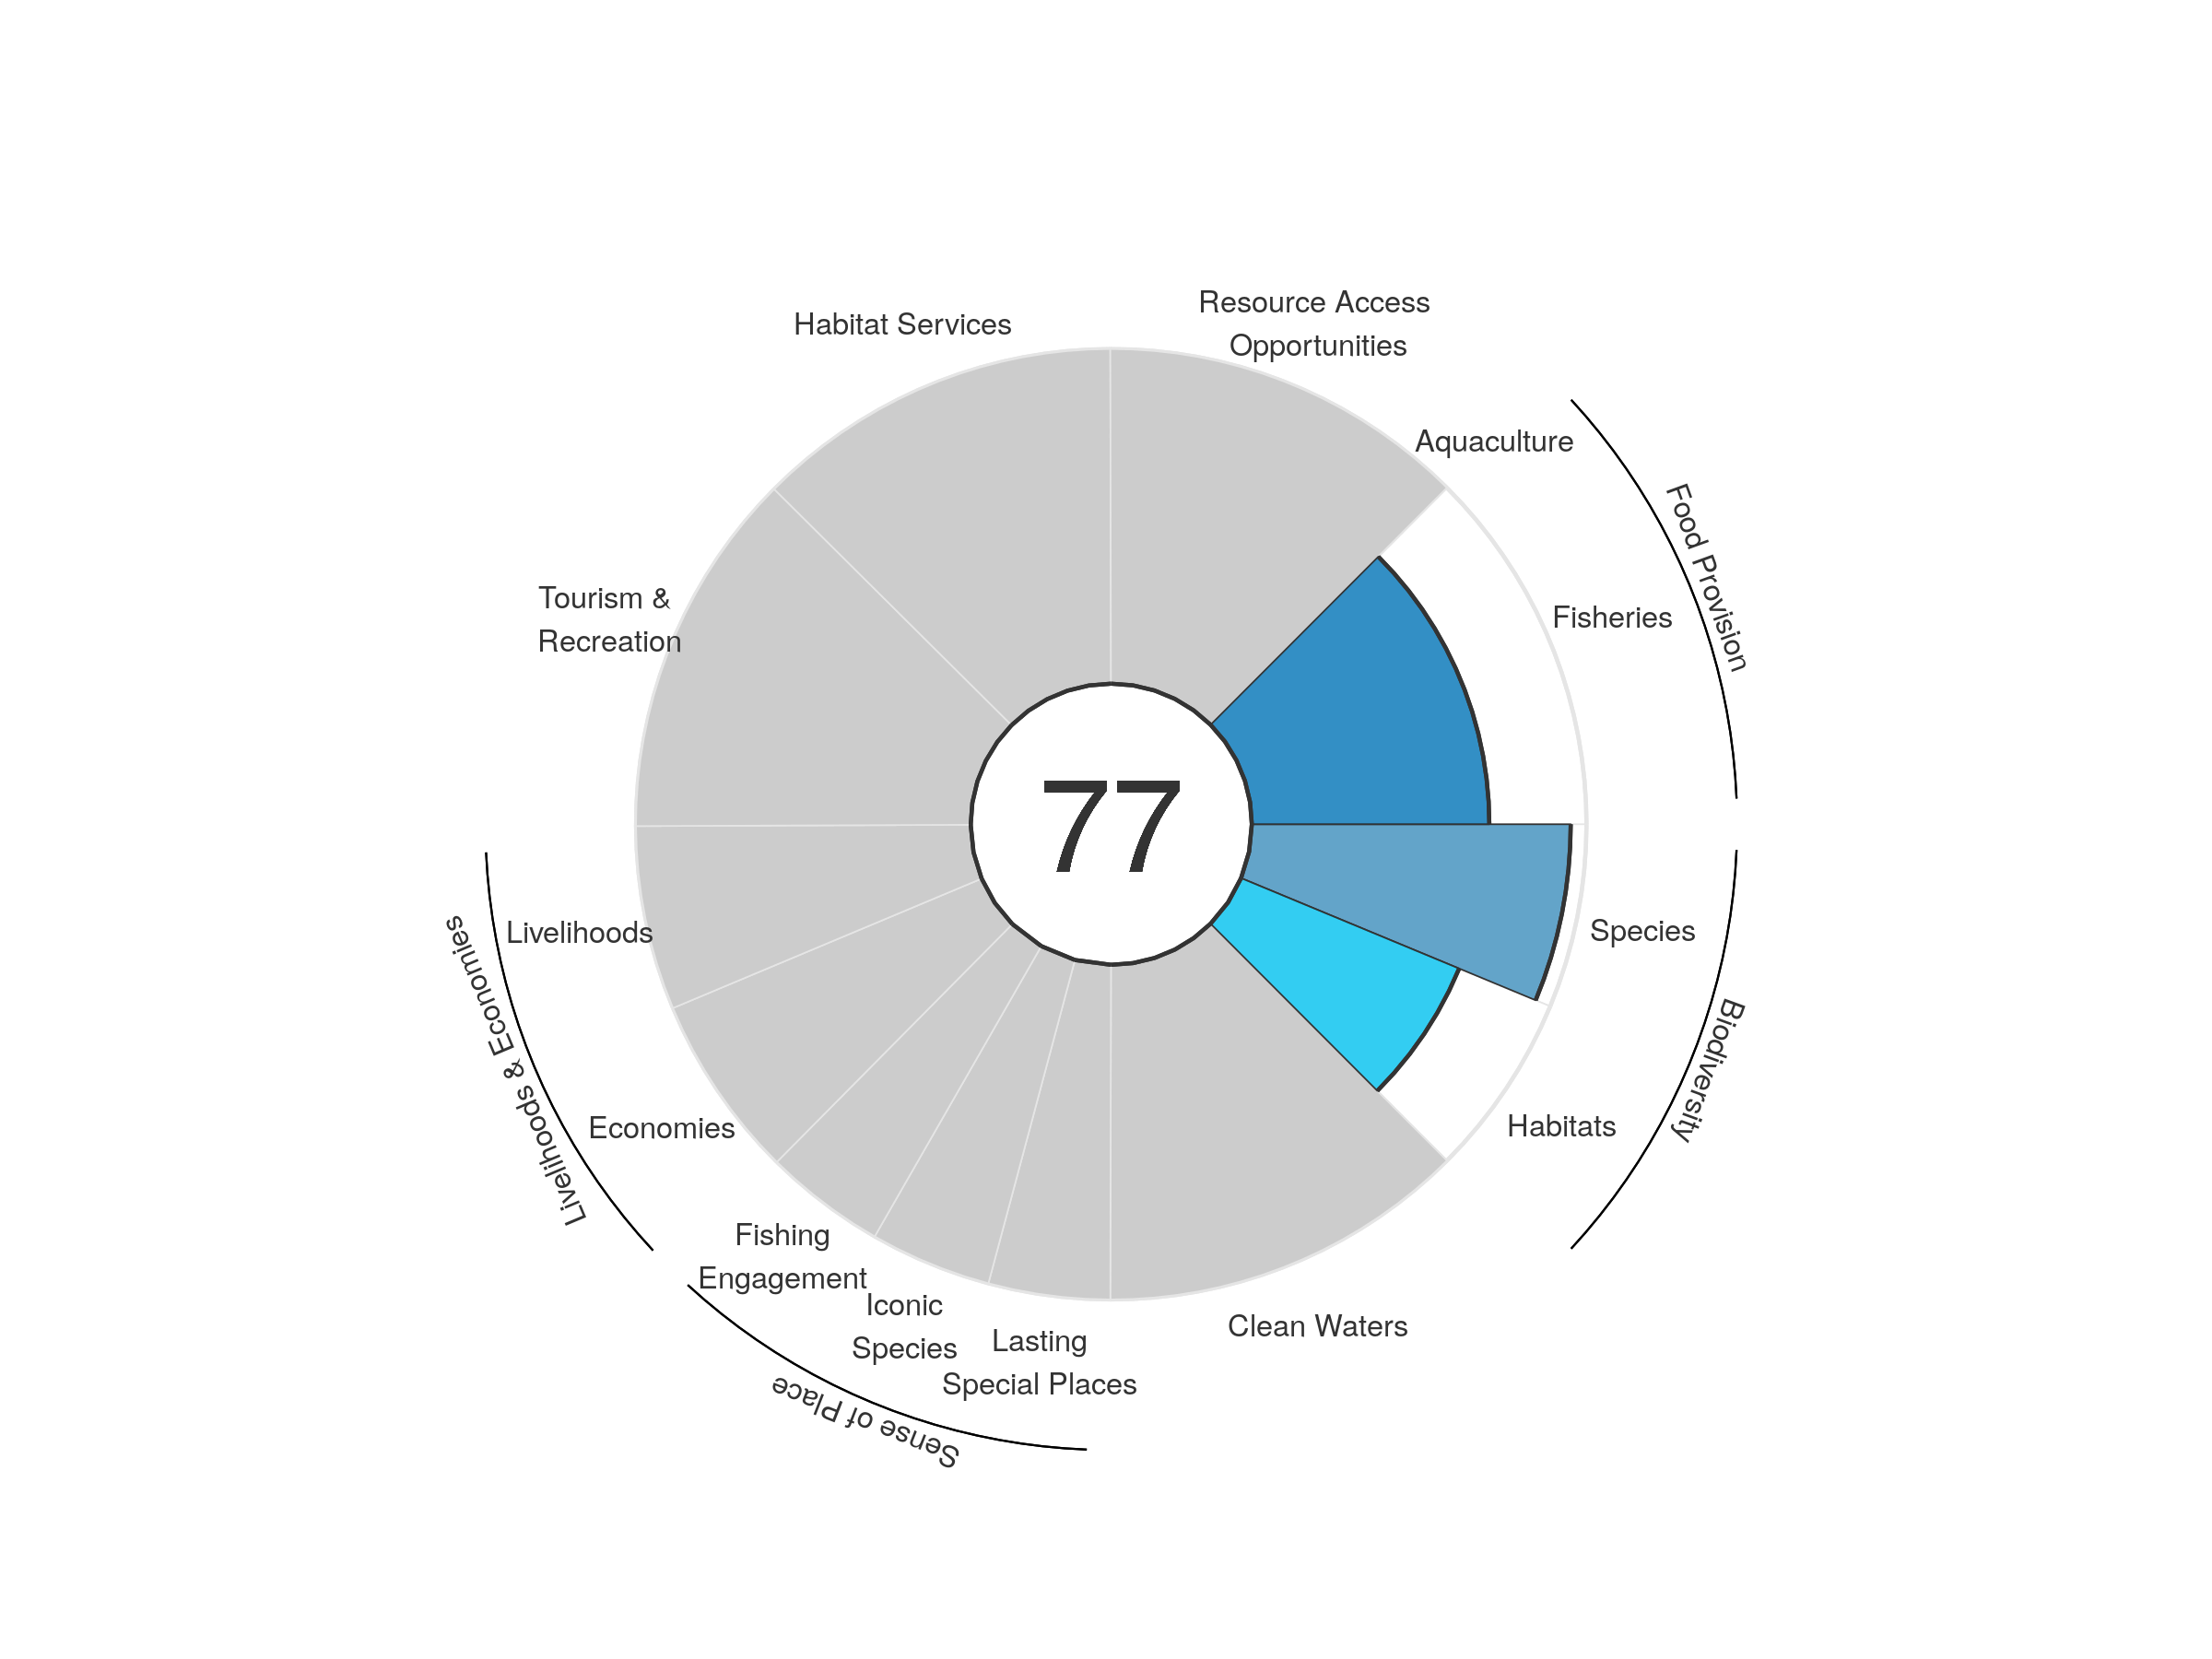 Resource Access
Opportunities
Habitat Services
Aquaculture
Food Provision
Fisheries
Tourism &
Recreation
77
Species
Livelihoods
Livelihoods & Economies
Biodiversity
Habitats
Economies
Fishing
Engagement
Iconic
Species
Lasting
Special Places
Clean Waters
Sense of Place